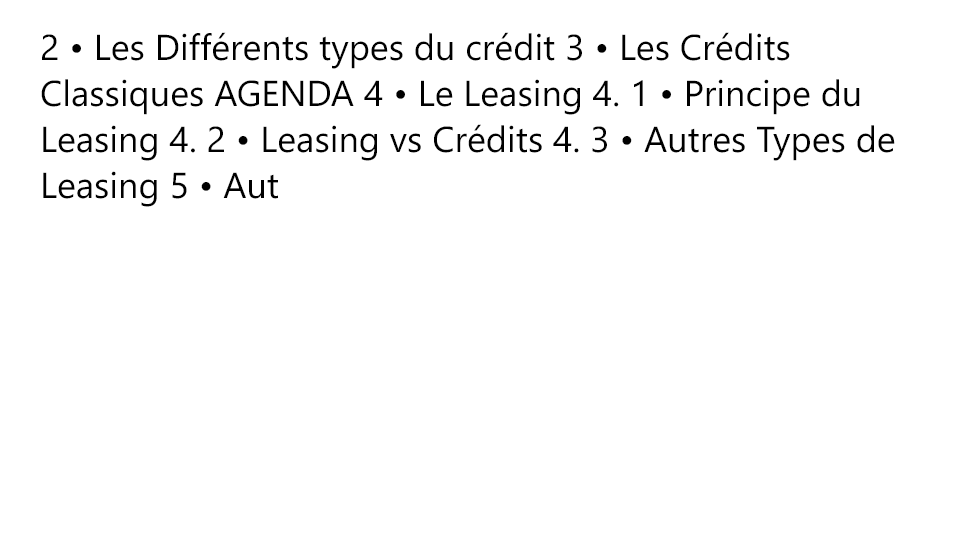 2 • Les Différents types du crédit 3 • Les Crédits
Classiques AGENDA 4 • Le Leasing 4. 1 • Principe du
Leasing 4. 2 • Leasing vs Crédits 4. 3 • Autres Types de
Leasing 5 • Aut